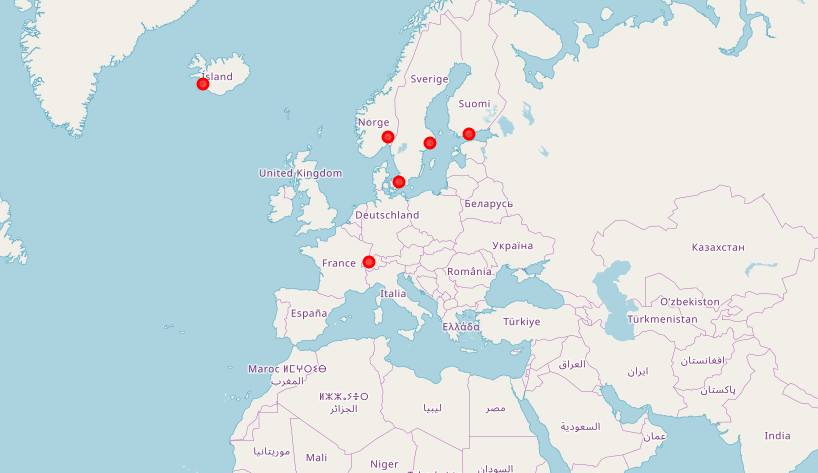 Ísland
Sverige
Suomi
Norge
United Kingdom
Беларусь
Deutschland
Україна
Казахстан
France
România
Italia
O'zbekiston
España
Türkiye
Türkmenistan
Ελλάδα
افغانستان
Maroc ⵍⵎⵖⵔⵉⴱ
المغرب
العراق
ایران
پاکستان
الجزائر
ليبيا
مصر
السعودية
عمان
India
موريتانيا
Mali
Niger
السودان